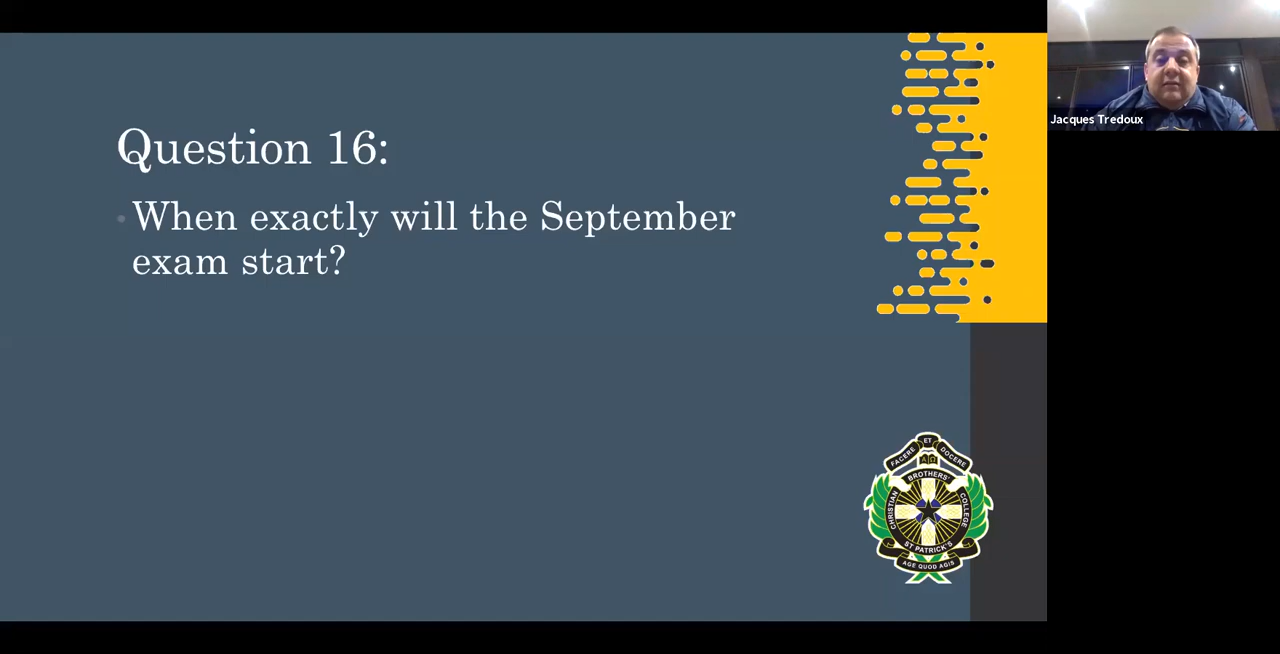 Question 16:
When exactly will the September
exam start?
Jacques Tredoux
FACERE ET DOCERE
Α Ω
CHRISTIAN BROTHERS' COLLEGE
ST PATRICK'S
AGE QUOD AGIS